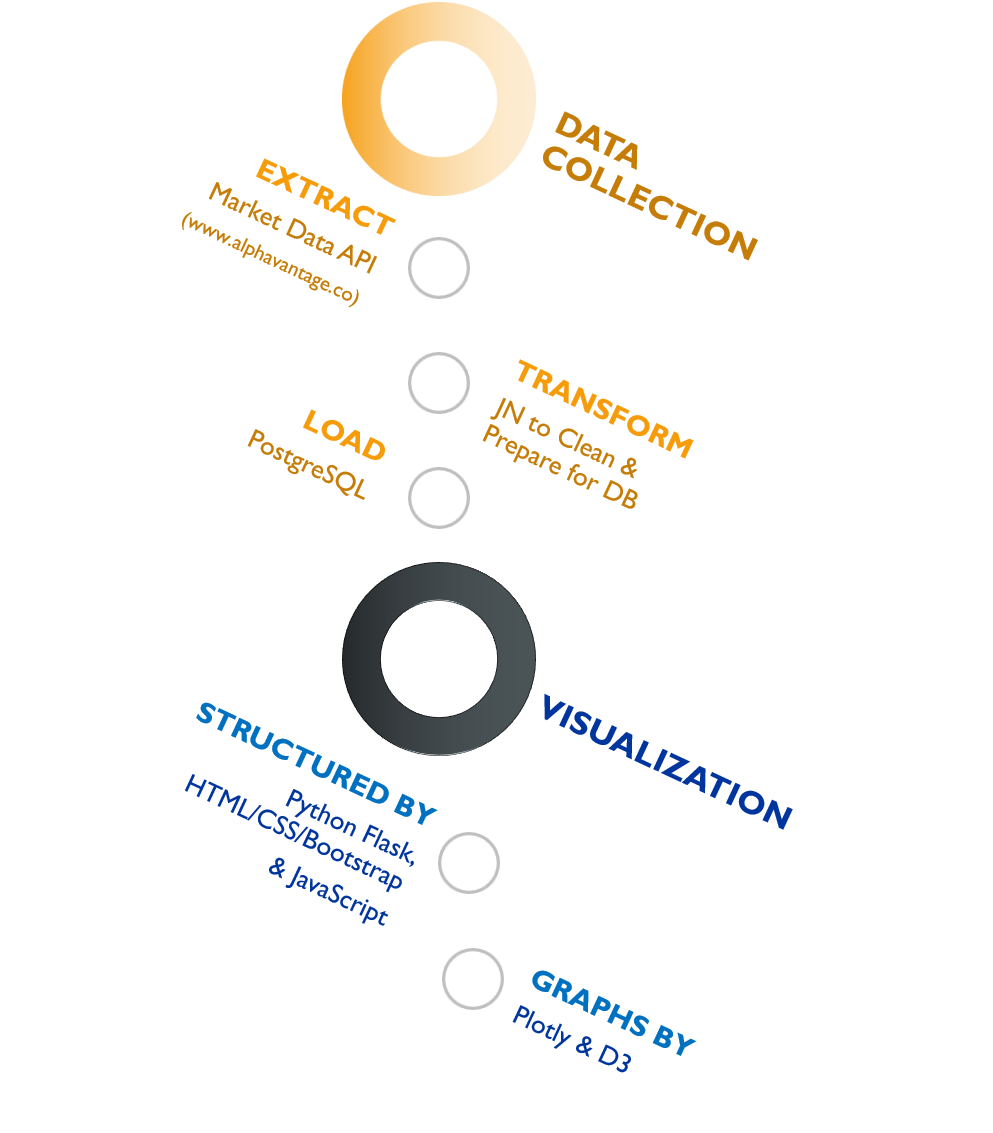 DATA
COLLECTION
EXTRACT
Market Data API
(www.alphavantage.co)
TRANSFORM
JN to Clean &
Prepare for DB
LOAD
PostgreSQL
VISUALIZATION
STRUCTURED BY
Python Flask,
HTML/CSS/Bootstrap
& JavaScript
GRAPHS BY
Plotly & D3